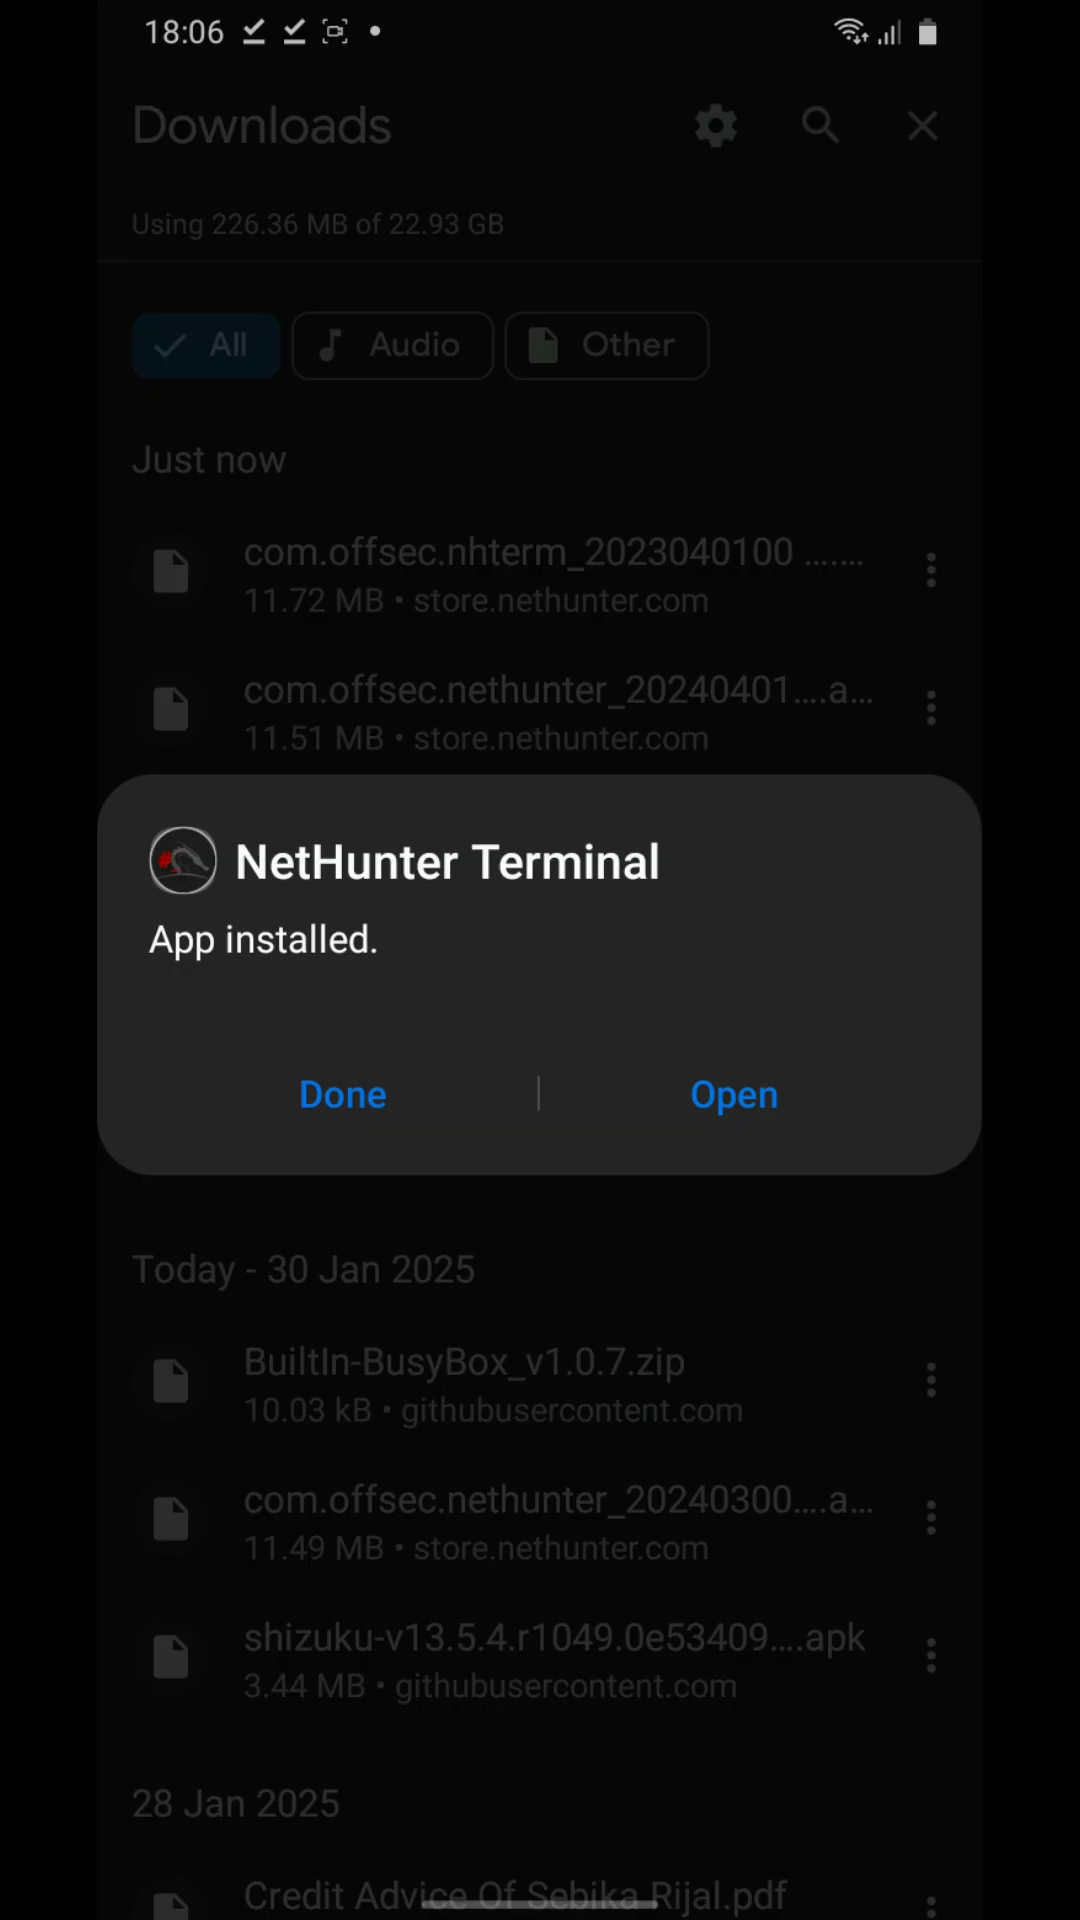 18:06
Downloads
Using 226.36 MB of 22.93 GB
All
Audio
Other
Just now
com.offsec.nhterm_2023040100 .......
11.72 MB • store.nethunter.com
com.offsec.nethunter_20240401....a...
11.51 MB • store.nethunter.com
NetHunter Terminal
App installed.
Done
Open
Today - 30 Jan 2025
BuiltIn-BusyBox_v1.0.7.zip
10.03 kB • githubusercontent.com
com.offsec.nethunter_20240300....a...
11.49 MB • store.nethunter.com
shizuku-v13.5.4.r1049.0e53409....apk
3.44 MB • githubusercontent.com
28 Jan 2025
Credit Advice Of Sebika Rijal.pdf